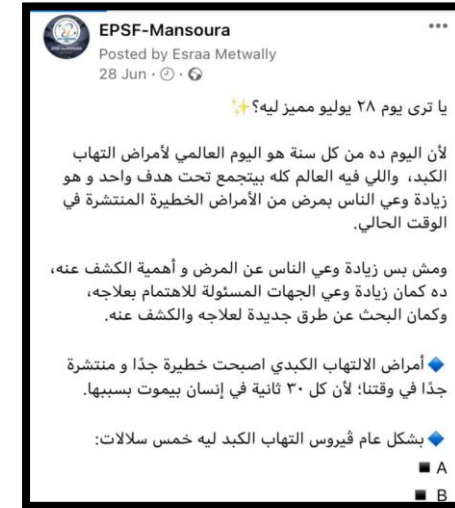 EPSF-Mansoura
Posted by Esraa Metwally
28 Jun
يا ترى يوم ٢٨ يوليو مميز ليه؟✨
لأن اليوم ده من كل سنة هو اليوم العالمي لأمراض التهاب
الكبد، واللي فيه العالم كله بيتجمع تحت هدف واحد و هو
زيادة وعي الناس بمرض من الأمراض الخطيرة المنتشرة في
الوقت الحالي.
ومش بس زيادة وعي الناس عن المرض و أهمية الكشف عنه،
ده كمان زيادة وعي الجهات المسئولة للاهتمام بعلاجه،
وكمان البحث عن طرق جديدة لعلاجه والكشف عنه.
🔷أمراض الالتهاب الكبدي اصبحت خطيرة جدًا و منتشرة
جدًا في وقتنا؛ لأن كل ٣٠ ثانية في إنسان بيموت بسببها.
🔷 بشكل عام ڤيروس التهاب الكبد ليه خمس سلالات:
◾ A
◾ B